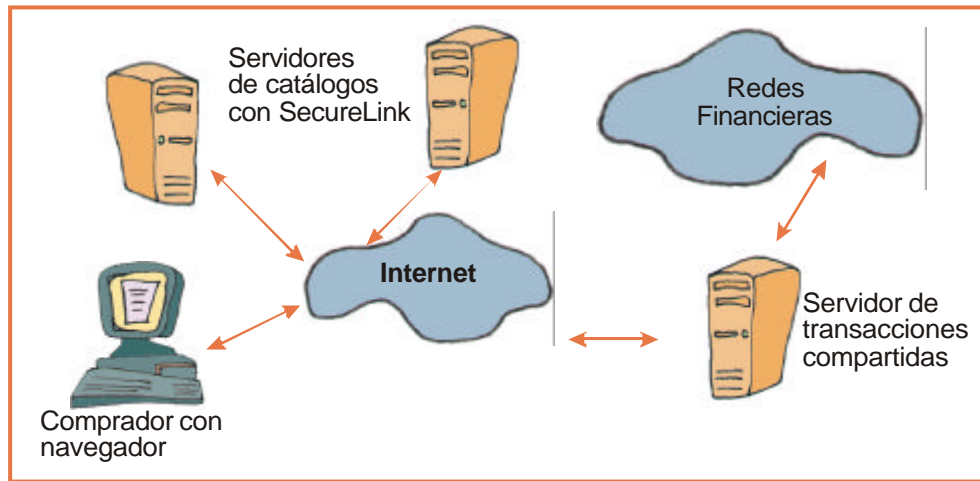 Servidores
de catálogos
con SecureLink
Redes
Financieras
Internet
Servidor de
transacciones
compartidas
Comprador con
navegador